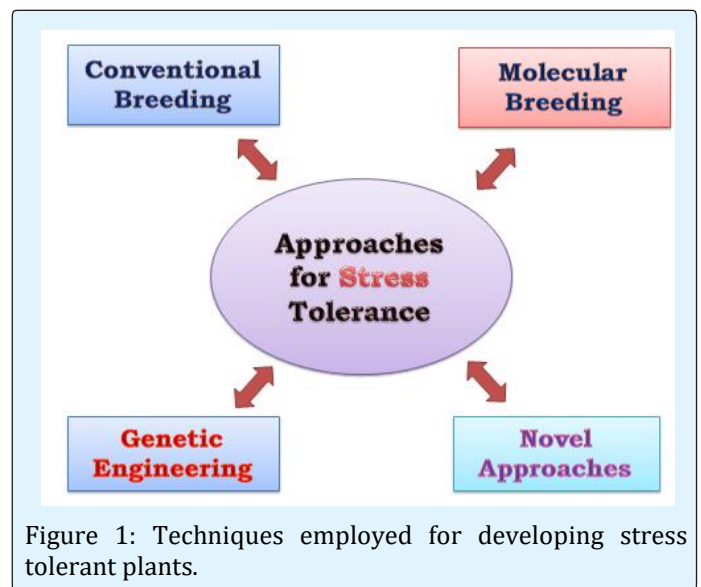 Conventional
Breeding
Molecular
Breeding
Approaches
for Stress
Tolerance
Genetic
Engineering
Novel
Approaches
Figure 1: Techniques employed for developing stress
tolerant plants.